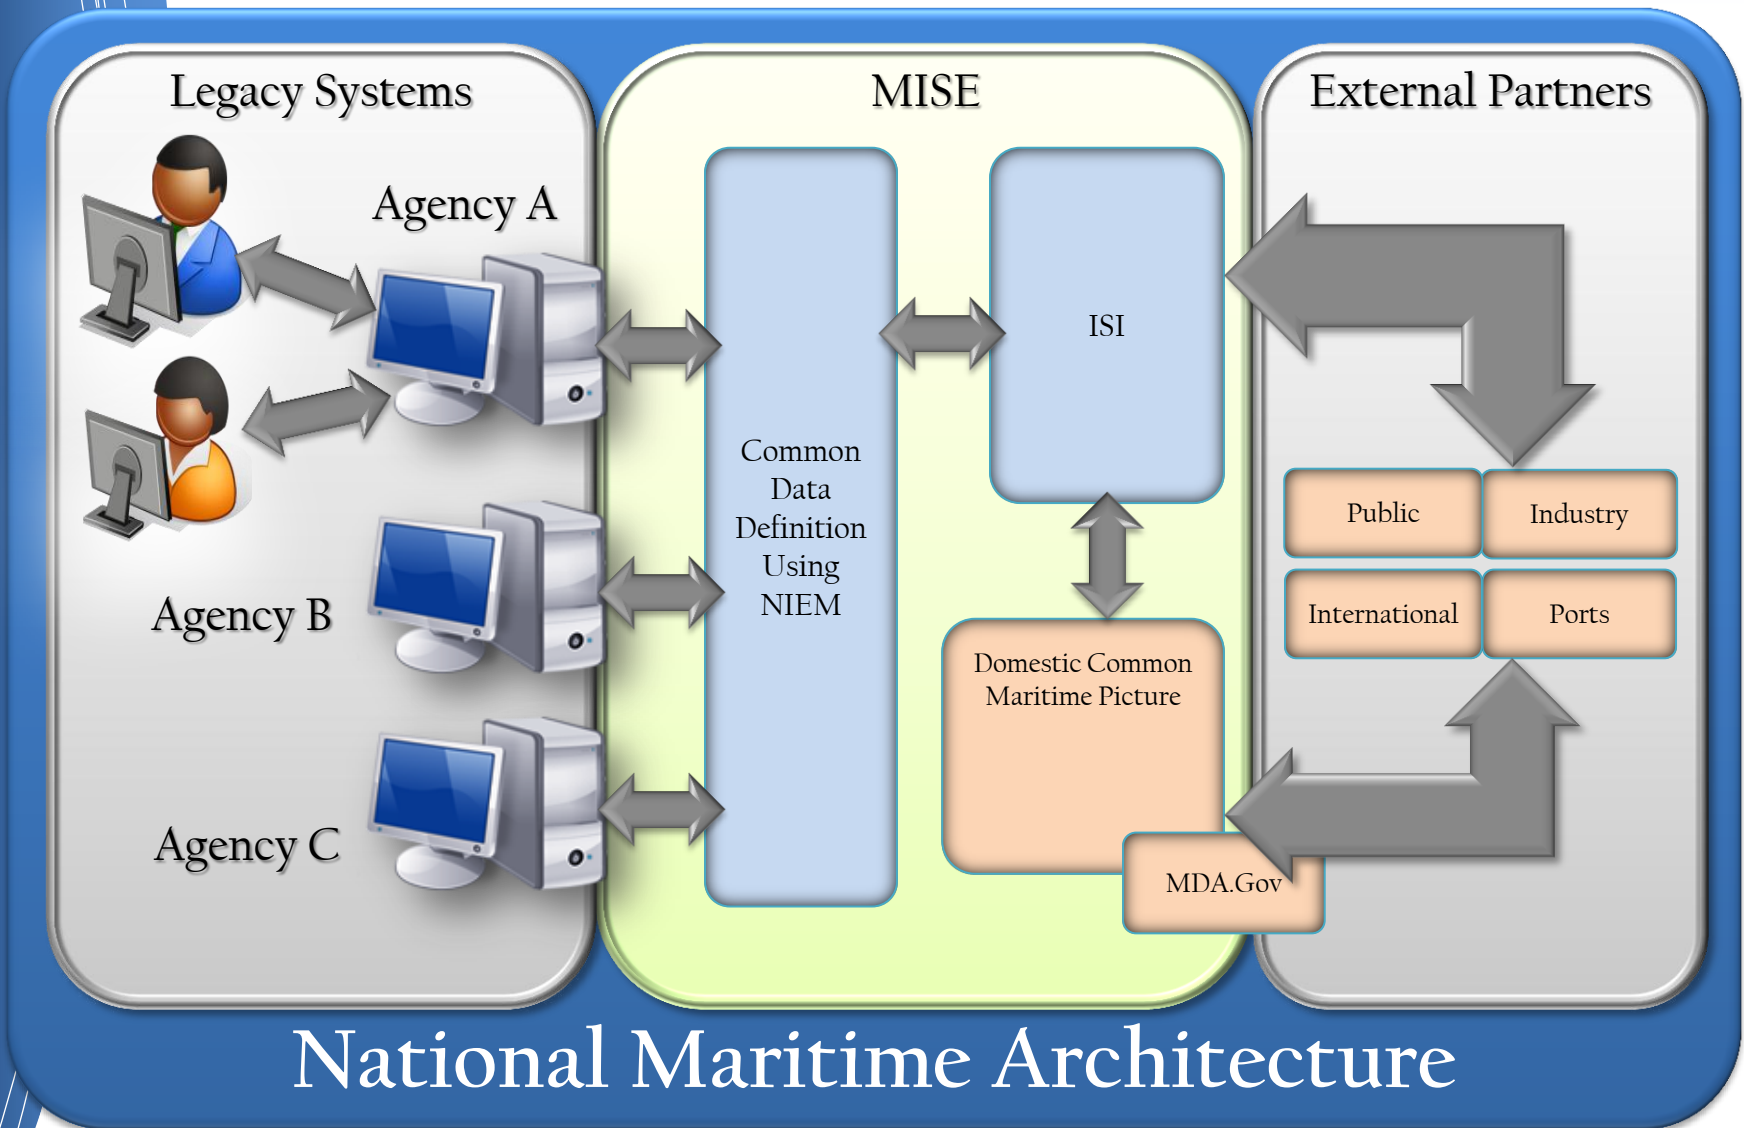 Legacy Systems
MISE
External Partners
Agency A
ISI
Common
Data
Definition
Using
NIEM
Public
Industry
International
Ports
Agency B
Domestic Common
Maritime Picture
Agency C
MDA.Gov
National Maritime Architecture